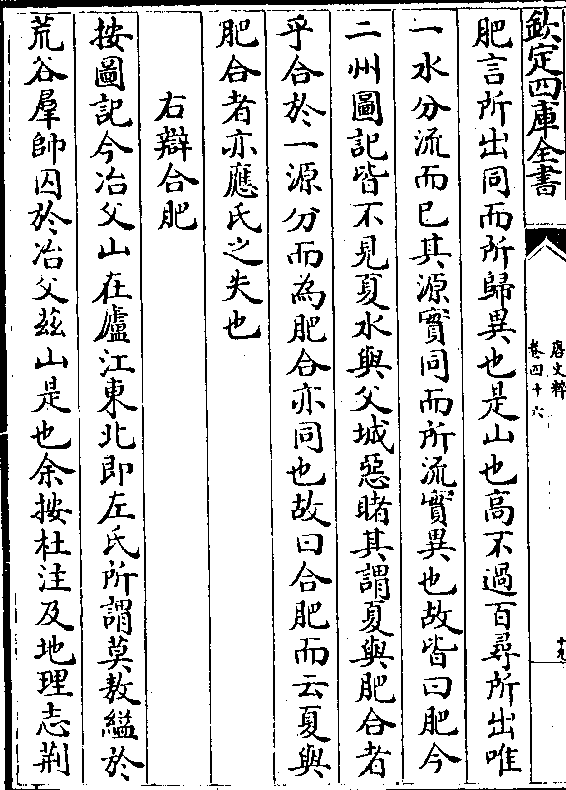 欽定四庫全書
唐文粹
卷四十六
十九
肥言所出同而所歸異也是山也高不過百尋所出唯
一水分流而已其源實同而所流實異也故皆曰肥今
二州圖記皆不見夏水與父城惡睹其謂夏與肥合者
乎合於一源分而為肥合亦同也故曰合肥而云夏與
肥合者亦應氏之失也
右辯合肥
按圖記今冶父山在廬江東北即左氏所謂莫敖縊於
荒谷羣帥囚於冶父茲山是也余按杜注及地理志荆